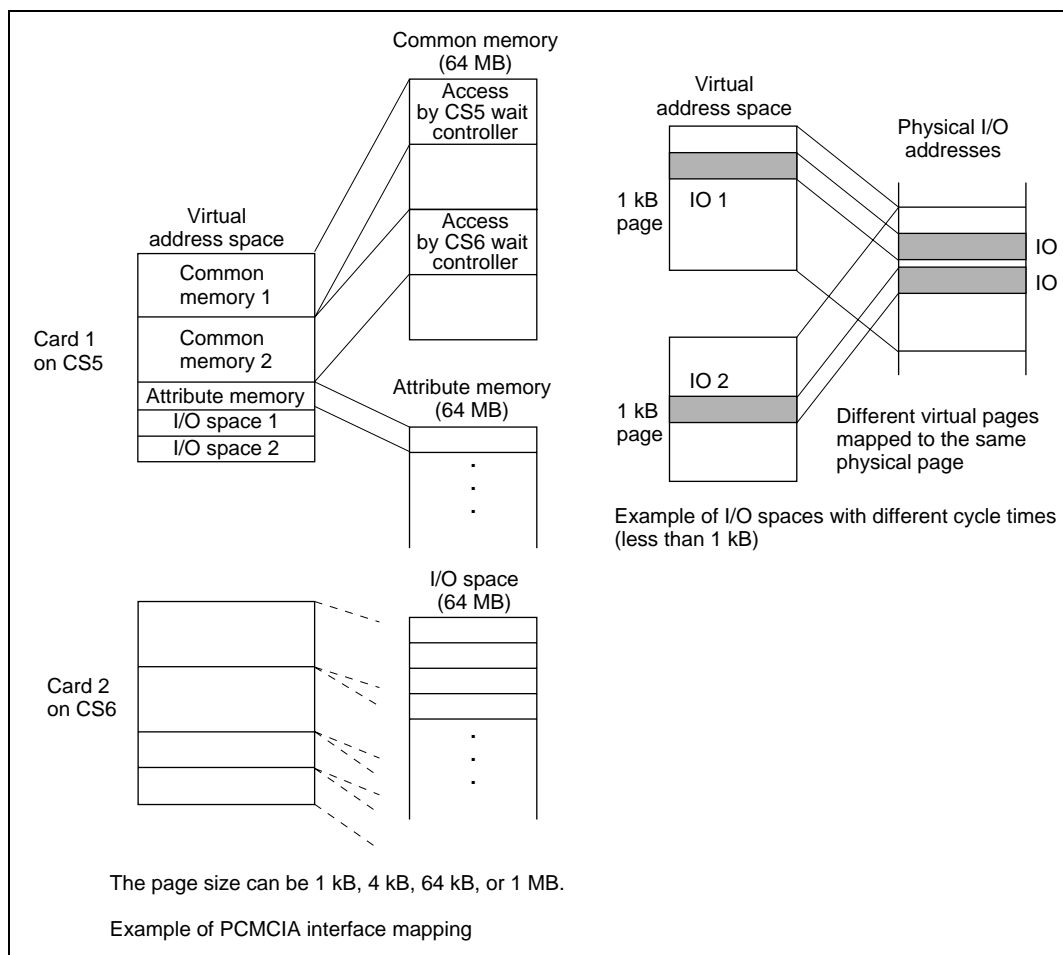 Common memory
(64 MB)
Access
by CS5 wait
controller
Access
by CS6 wait
controller
Virtual
address space
Common
memory 1
Common
memory 2
Attribute memory
I/O space 1
I/O space 2
Card 1
on CS5
Attribute memory
(64 MB)
.
.
.
I/O space
(64 MB)
.
.
.
Card 2
on CS6
Virtual
address space
Physical I/O
addresses
1 kB
page
IO 1
IO
IO
IO 2
1 kB
page
Different virtual pages
mapped to the same
physical page
Example of I/O spaces with different cycle times
(less than 1 kB)
The page size can be 1 kB, 4 kB, 64 kB, or 1 MB.
Example of PCMCIA interface mapping